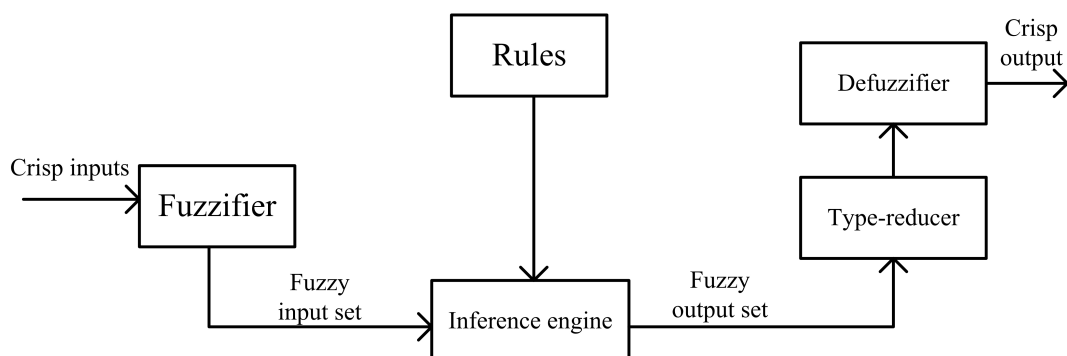 Rules
Crisp
output
Defuzzifier
Crisp inputs
Fuzzifier
Type-reducer
Fuzzy
input set
Inference engine
Fuzzy
output set